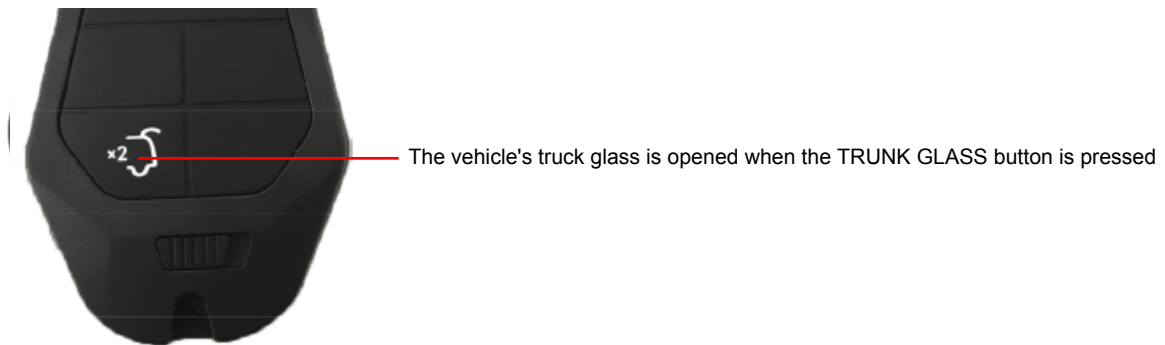 ×2
The vehicle's truck glass is opened when the TRUNK GLASS button is pressed